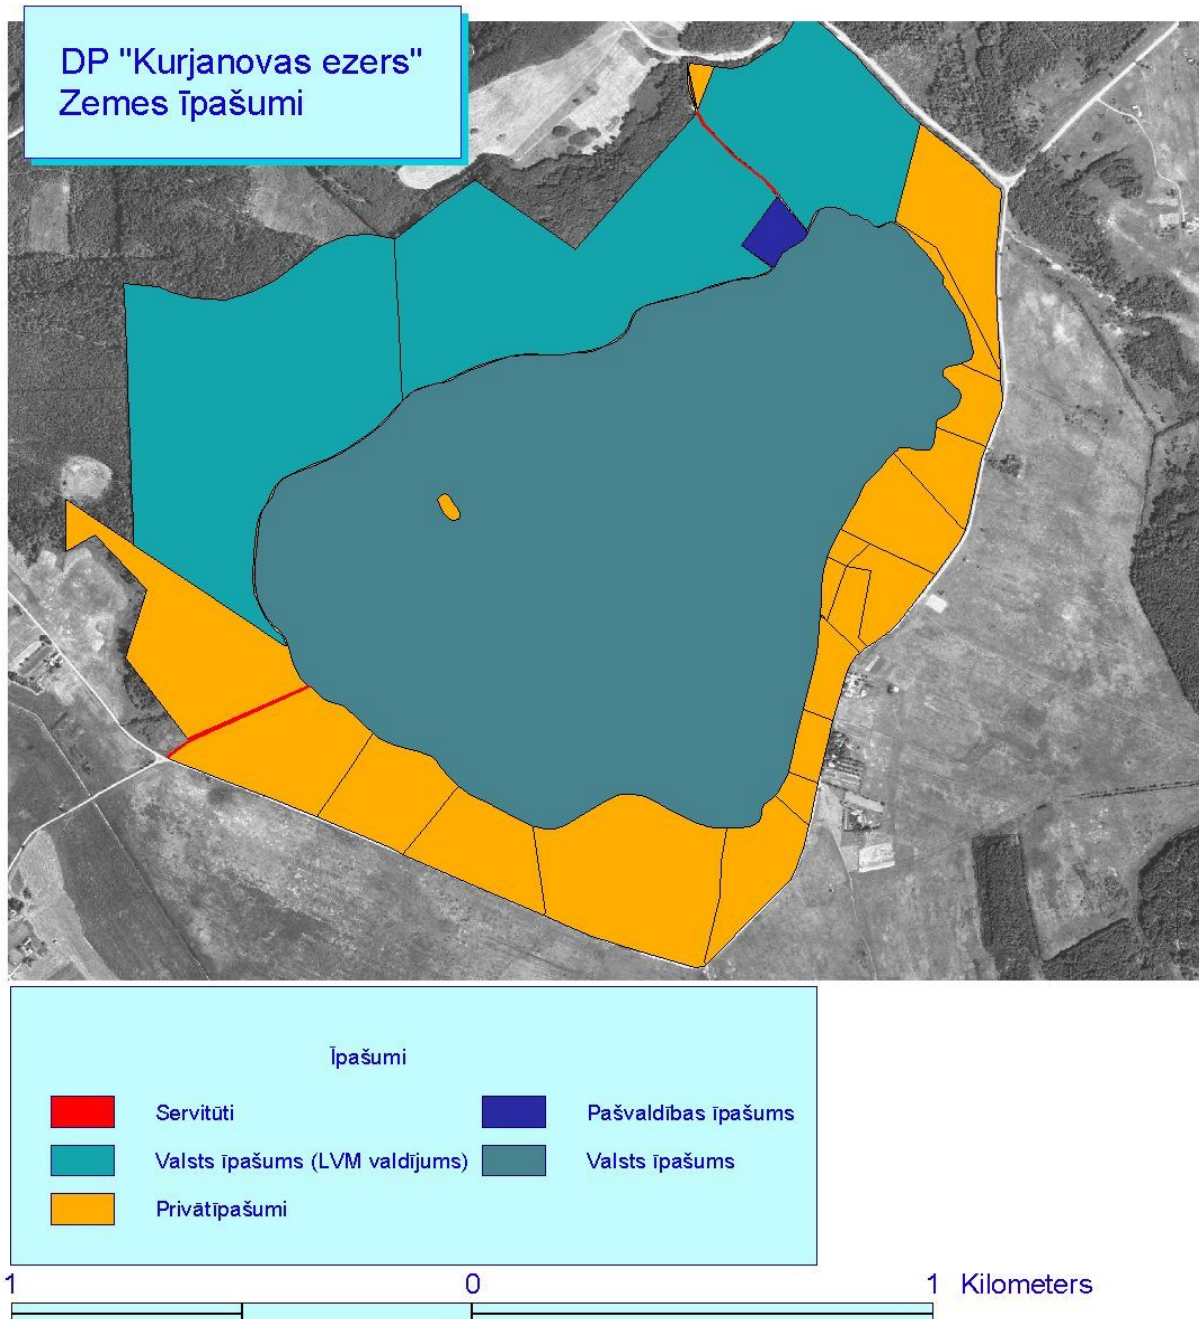 DP "Kurjanovas ezers"
Zemes īpašumi
Īpašumi
Servitūti
Pašvaldības īpašums
Valsts īpašums (LVM valdījums)
Valsts īpašums
Privātīpašumi
1 0 1 Kilometers